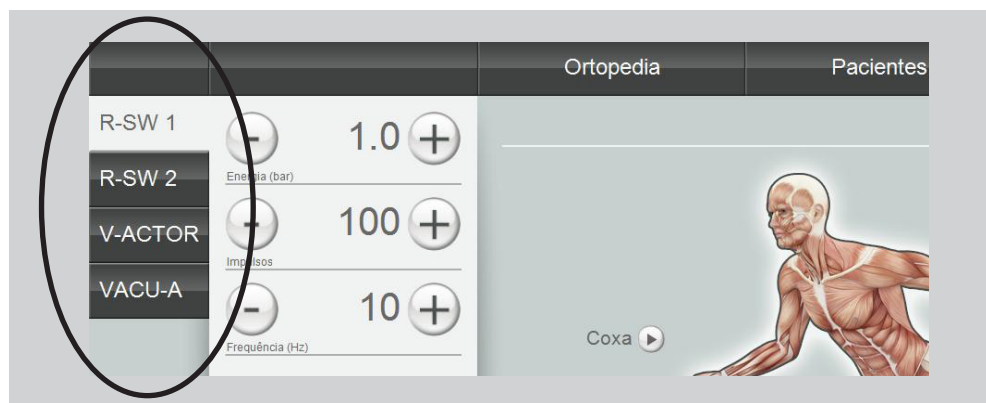 Ortopedia Pacientes
R-SW 1
R-SW 2
V-ACTOR
VACU-A
- 1.0 +
Energia (bar)
- 100 +
Impulsos
- 10 +
Frequência (Hz)
Coxa